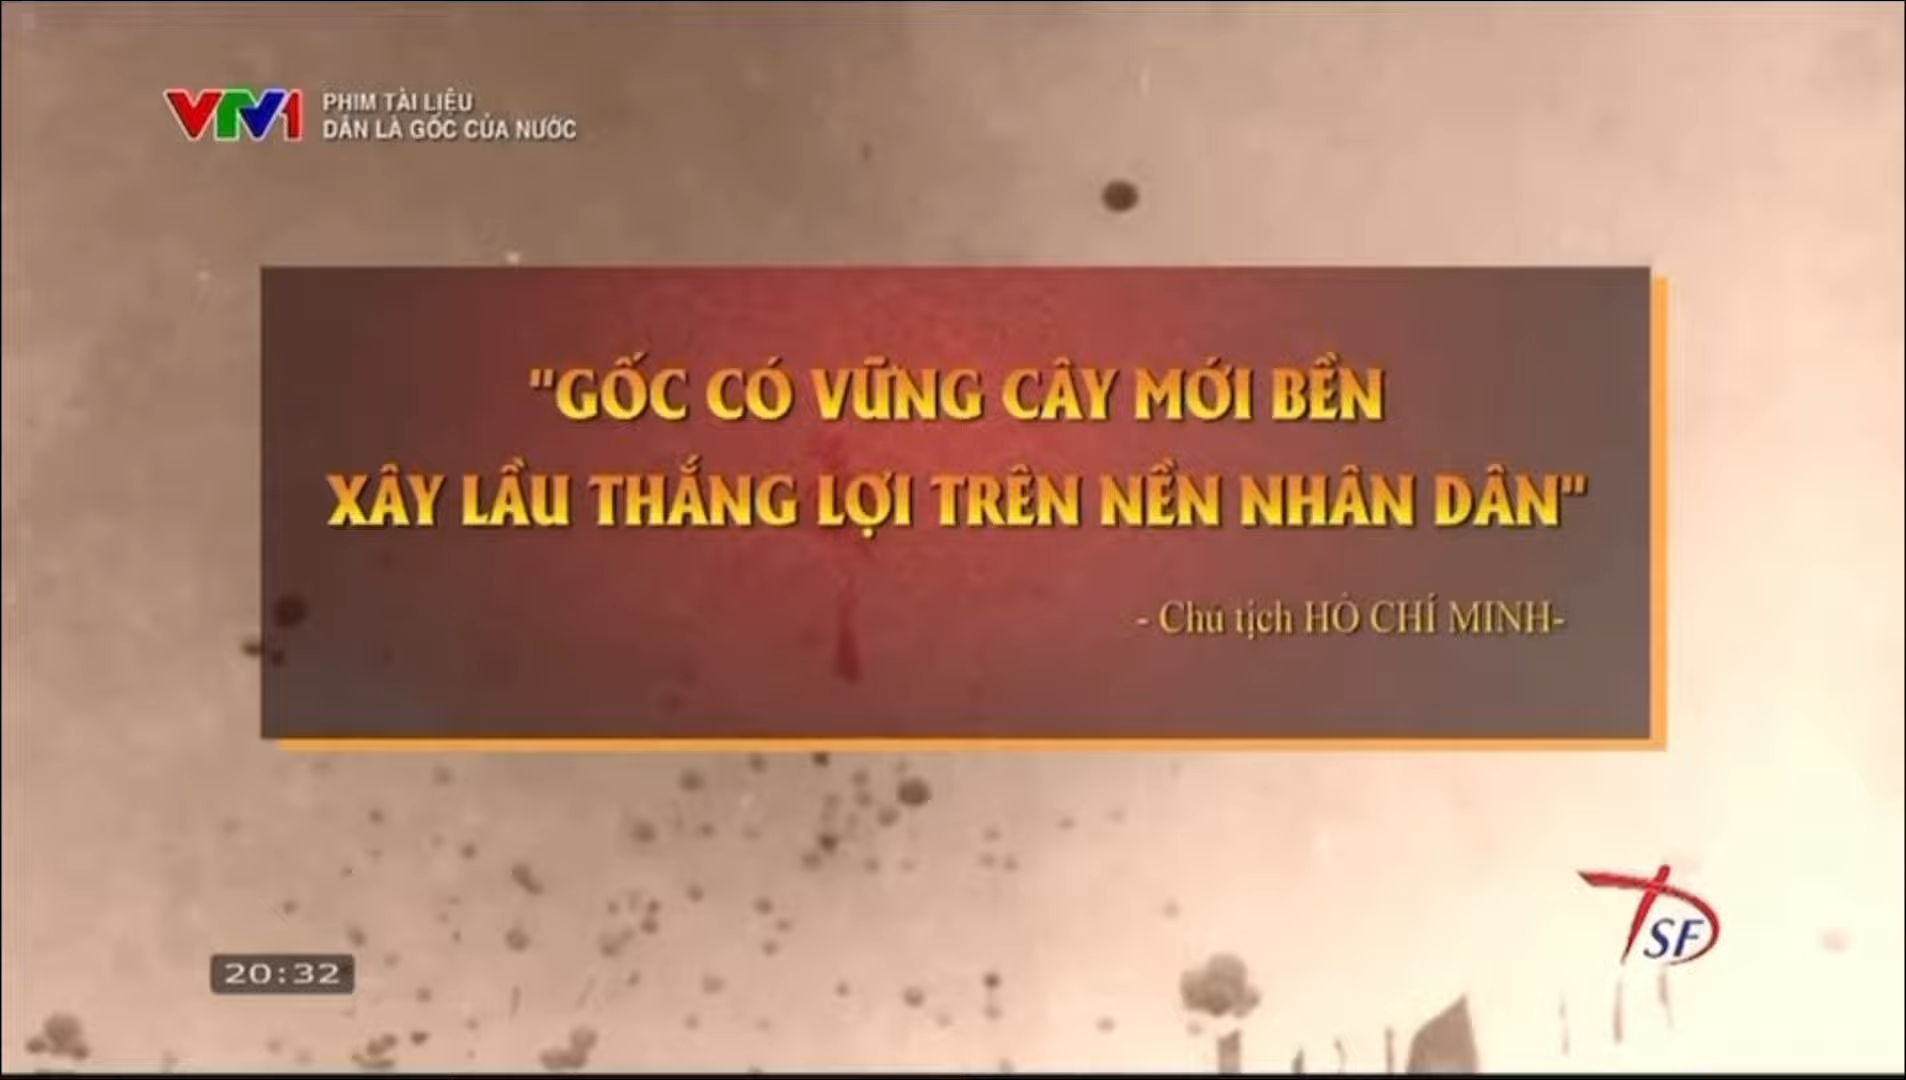 VTV1
PHIM TÀI LIỆU
DÂN LÀ GỐC CỦA NƯỚC
"GỐC CÓ VỮNG CÂY MỚI BỀN
XÂY LẦU THẮNG LỢI TRÊN NỀN NHÂN DÂN"
- Chủ tịch HỒ CHÍ MINH-
SF
20:32